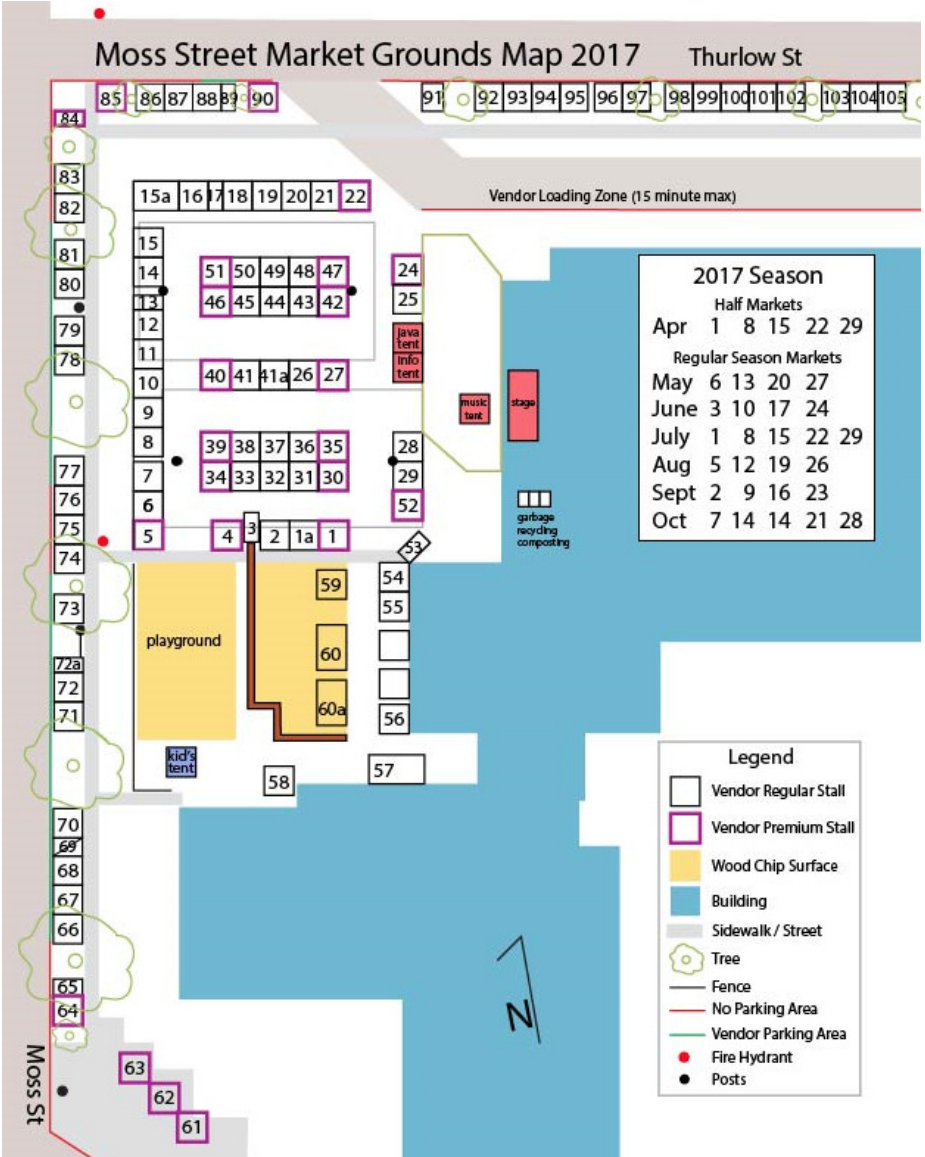 Moss Street Market Grounds Map 2017
Thurlow St
85 86 87 88 89 90
91 92 93 94 95 96 97 98 99 100 101 102 103 104 105
84
83
82
81
80
79
78
77
76
75
74
73
72a
72
71
70
69
68
67
66
65
64
63
62
61
Moss St
Vendor Loading Zone (15 minute max)
15a 16 17 18 19 20 21 22
15
14
13
12
11
10
9
8
7
6
5
51 50 49 48 47
46 45 44 43 42
40 41 41a 26 27
39 38 37 36 35
34 33 32 31 30
4 3 2 1a 1
24
25
java
tent
info
tent
28
29
52
53
54
55
56
57
58
59
60
60a
music
tent
stage
garbage
recycling
composting
playground
kid's
tent
2017 Season
Half Markets
Apr 1 8 15 22 29
Regular Season Markets
May 6 13 20 27
June 3 10 17 24
July 1 8 15 22 29
Aug 5 12 19 26
Sept 2 9 16 23
Oct 7 14 14 21 28
N
Legend
Vendor Regular Stall
Vendor Premium Stall
Wood Chip Surface
Building
Sidewalk / Street
Tree
Fence
No Parking Area
Vendor Parking Area
Fire Hydrant
Posts